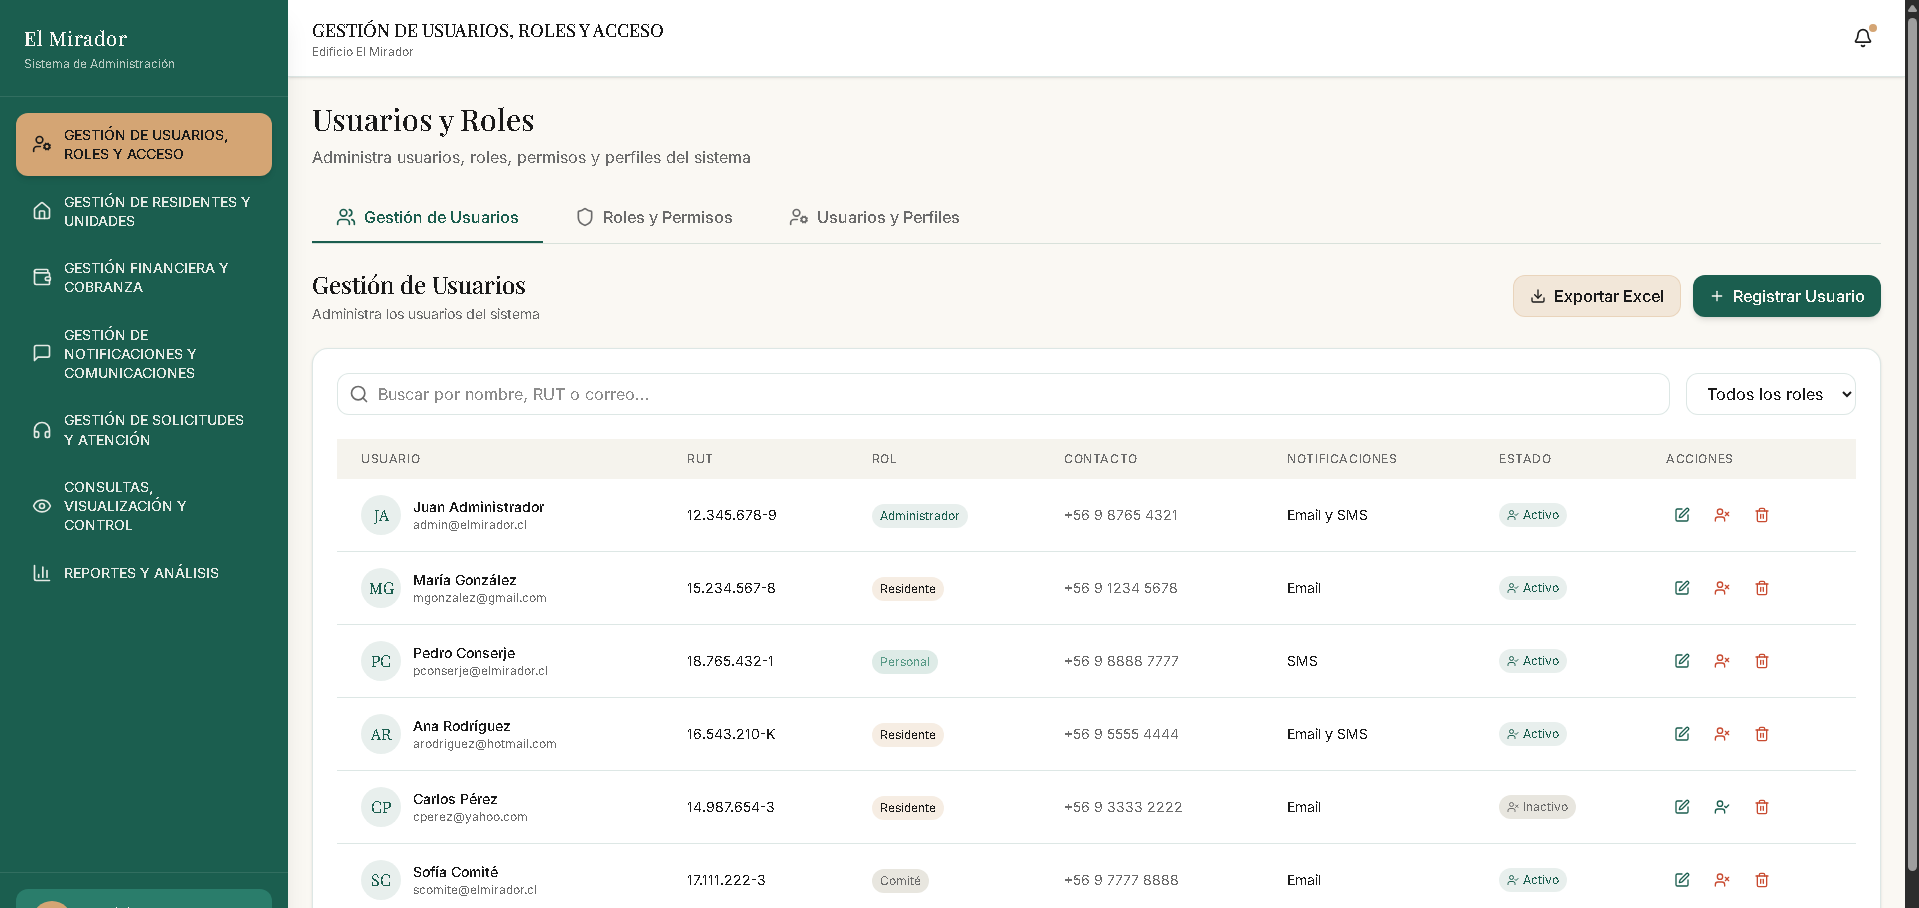 El Mirador
Sistema de Administración
GESTIÓN DE USUARIOS,
ROLES Y ACCESO
GESTIÓN DE RESIDENTES Y
UNIDADES
GESTIÓN FINANCIERA Y
COBRANZA
GESTIÓN DE
NOTIFICACIONES Y
COMUNICACIONES
GESTIÓN DE SOLICITUDES
Y ATENCIÓN
CONSULTAS,
VISUALIZACIÓN Y
CONTROL
REPORTES Y ANÁLISIS
GESTIÓN DE USUARIOS, ROLES Y ACCESO
Edificio El Mirador
Usuarios y Roles
Administra usuarios, roles, permisos y perfiles del sistema
Gestión de Usuarios Roles y Permisos Usuarios y Perfiles
Gestión de Usuarios
Administra los usuarios del sistema
Exportar Excel + Registrar Usuario
Buscar por nombre, RUT o correo... Todos los roles
USUARIO RUT ROL CONTACTO NOTIFICACIONES ESTADO ACCIONES
JA Juan Administrador 12.345.678-9 Administrador +56 9 8765 4321 Email y SMS Activo
admin@elmirador.cl
MG María González 15.234.567-8 Residente +56 9 1234 5678 Email Activo
mgonzalez@gmail.com
PC Pedro Conserje 18.765.432-1 Personal +56 9 8888 7777 SMS Activo
pconserje@elmirador.cl
AR Ana Rodríguez 16.543.210-K Residente +56 9 5555 4444 Email y SMS Activo
arodriguez@hotmail.com
CP Carlos Pérez 14.987.654-3 Residente +56 9 3333 2222 Email Inactivo
cperez@yahoo.com
SC Sofía Comité 17.111.222-3 Comité +56 9 7777 8888 Email Activo
scomite@elmirador.cl